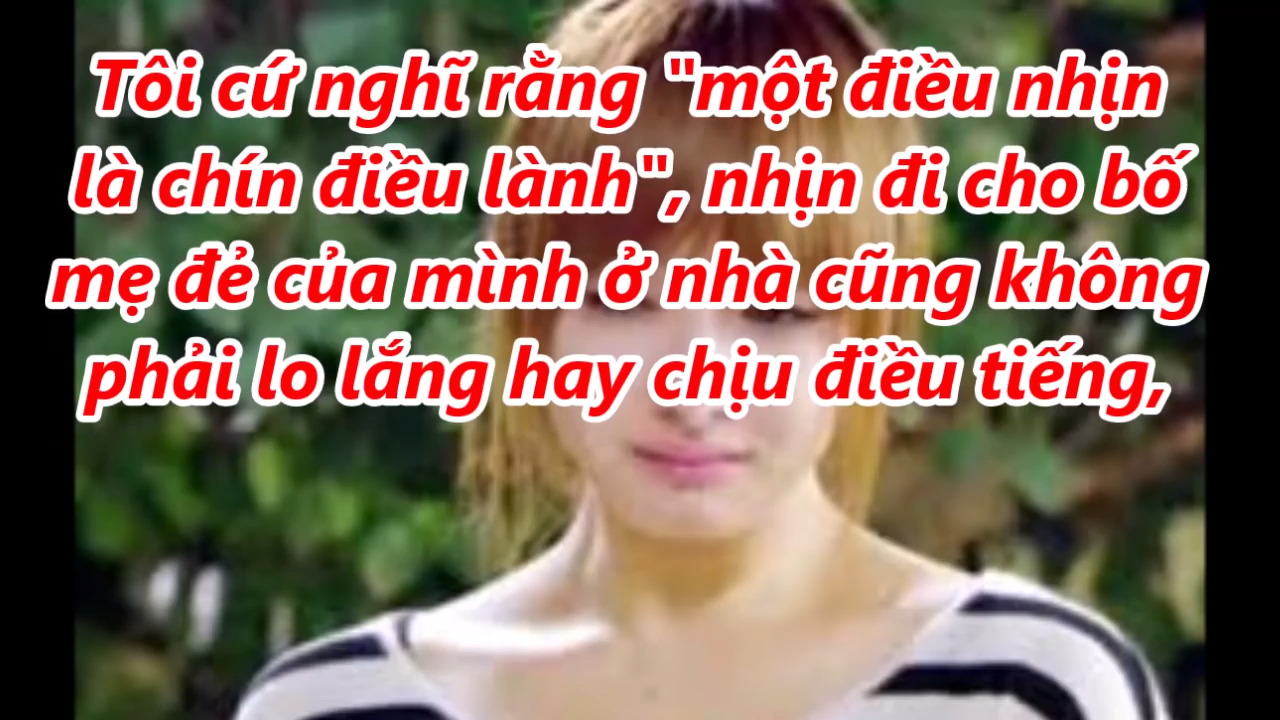 Tôi cứ nghĩ rằng "một điều nhịn
là chín điều lành", nhịn đi cho bố
mẹ đẻ của mình ở nhà cũng không
phải lo lắng hay chịu điều tiếng,